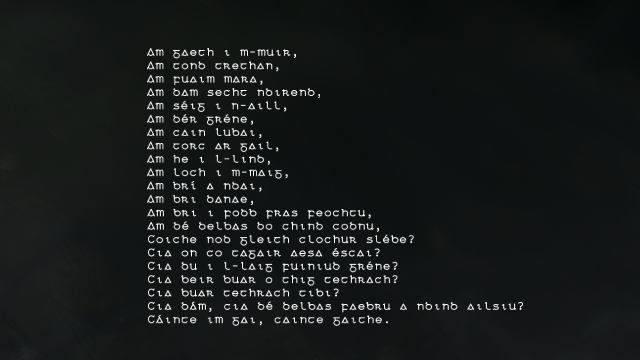 Am gaeth i m-muir,
Am tond trethan,
Am fuaim mara,
Am dam secht ndirend,
Am séig i n-aill,
Am dér gréne,
Am cain lubai,
Am torc ar gail,
Am he i l-lind,
Am loch i m-maig,
Am brí a ndai,
Am bri danae,
Am bri i fodb fras feochtu,
Am dé delbas do chind codnu,
Coiche nod gleith clochur slébe?
Cia on co tagair aesa éscai?
Cia du i l-laig fuiniud gréne?
Cia beir buar o thig tethrach?
Cia buar tethrach tibi?
Cia dám, cia dé delbas faebru a ndind ailsiu?
Cáinte im gai, cainte gaithe.